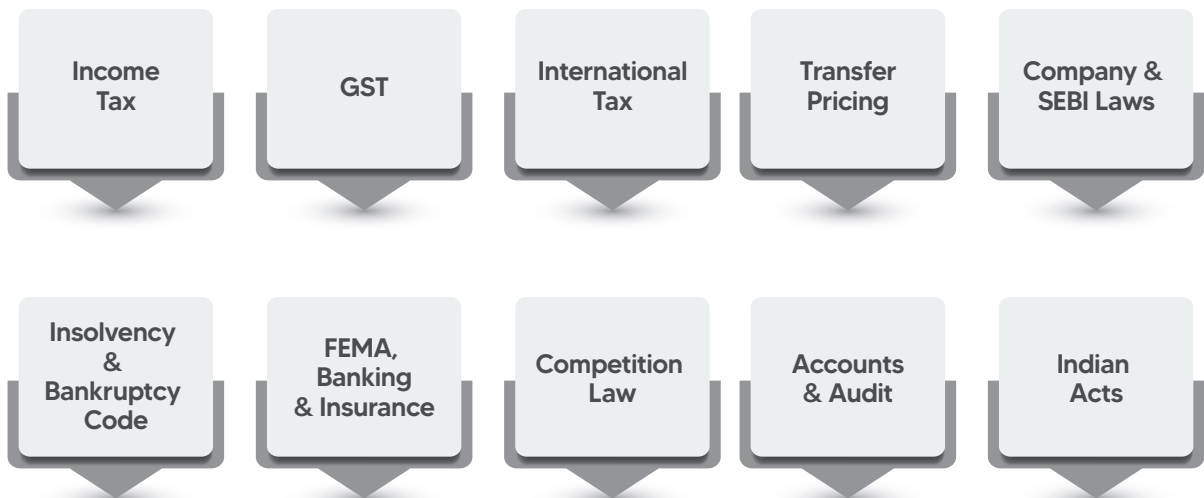 Income
Tax
GST
International
Tax
Transfer
Pricing
Company &
SEBI Laws
Insolvency
&
Bankruptcy
Code
FEMA,
Banking
& Insurance
Competition
Law
Accounts
& Audit
Indian
Acts